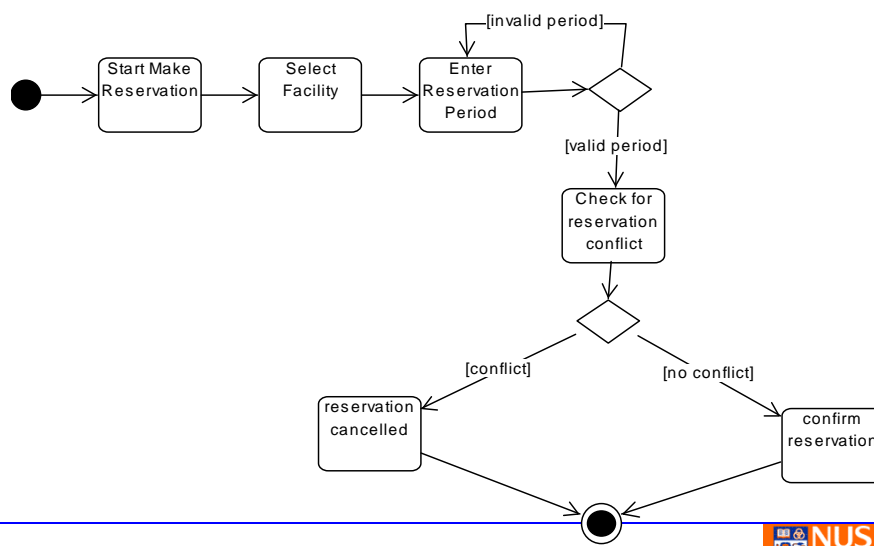 [invalid period]
Start Make
Reservation
Select
Facility
Enter
Reservation
Period
[valid period]
Check for
reservation
conflict
[conflict]
[no conflict]
reservation
cancelled
confirm
reservation
NUS